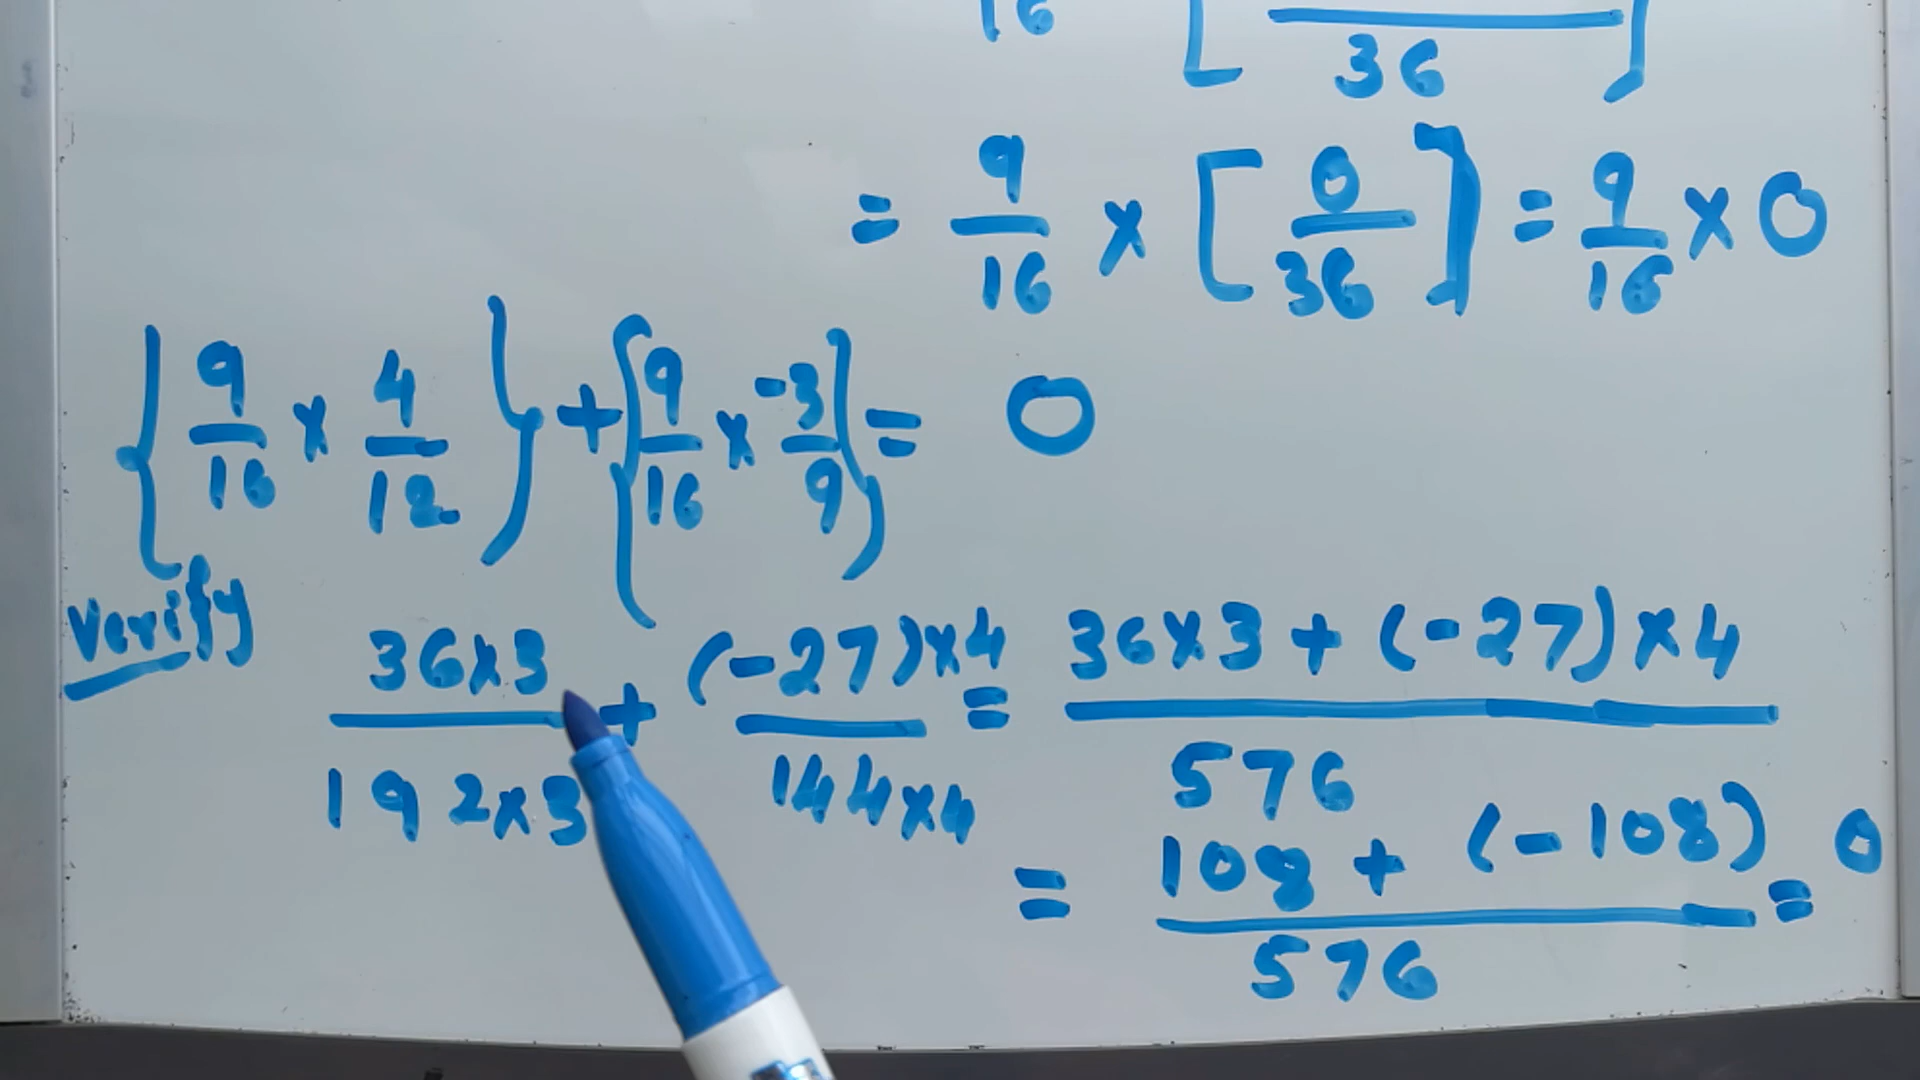 16 [ ――― / 36 ]
= 9/16 × [ 0/36 ] = 9/16 × 0
{ 9/16 × 4/12 } + { 9/16 × -3/9 } = 0
Verify
36×3 / 192×3 + (-27)×4 / 144×4 = 36×3 + (-27)×4 / 576
= 108 + (-108) / 576 = 0